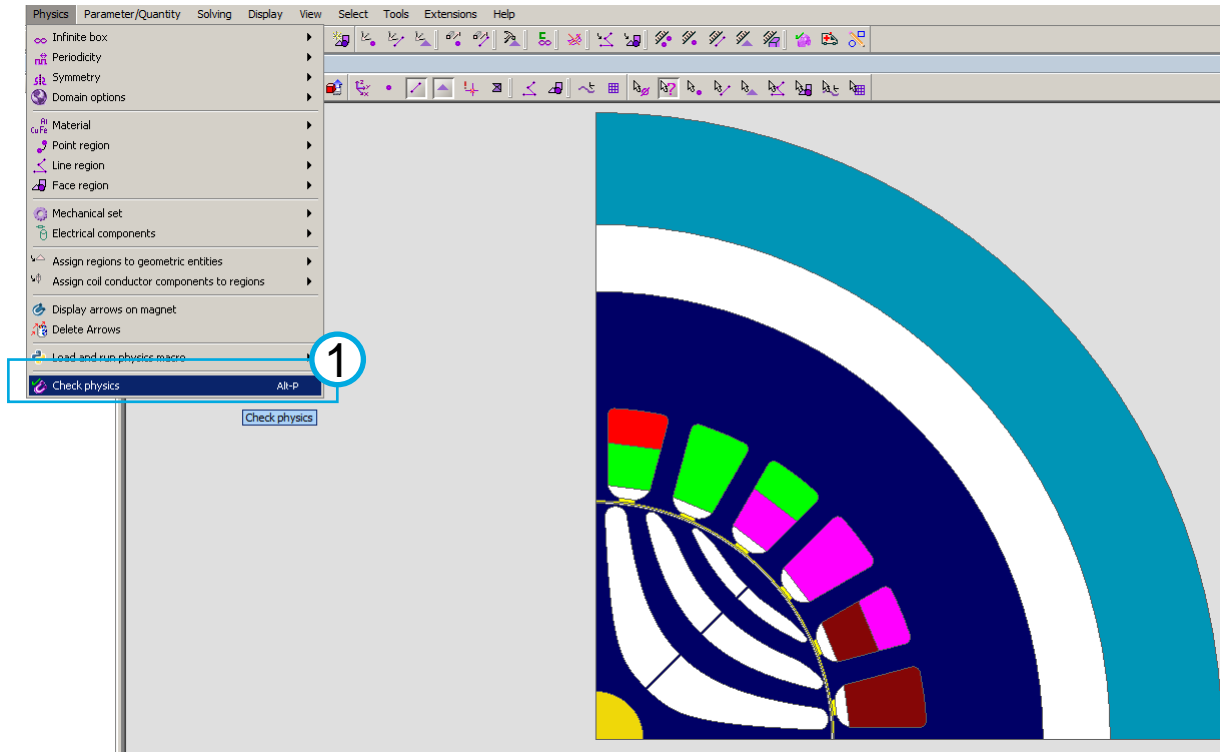 Physics Parameter/Quantity Solving Display View Select Tools Extensions Help
Infinite box
Periodicity
Symmetry
Domain options
Material
Point region
Line region
Face region
Mechanical set
Electrical components
Assign regions to geometric entities
Assign coil conductor components to regions
Display arrows on magnet
Delete Arrows
Load and run physics macro
1
Check physics Alt-P
Check physics